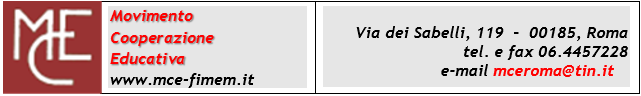 MCE
Movimento
Cooperazione
Educativa
www.mce-fimem.it
Via dei Sabelli, 119 - 00185, Roma
tel. e fax 06.4457228
e-mail mceroma@tin.it